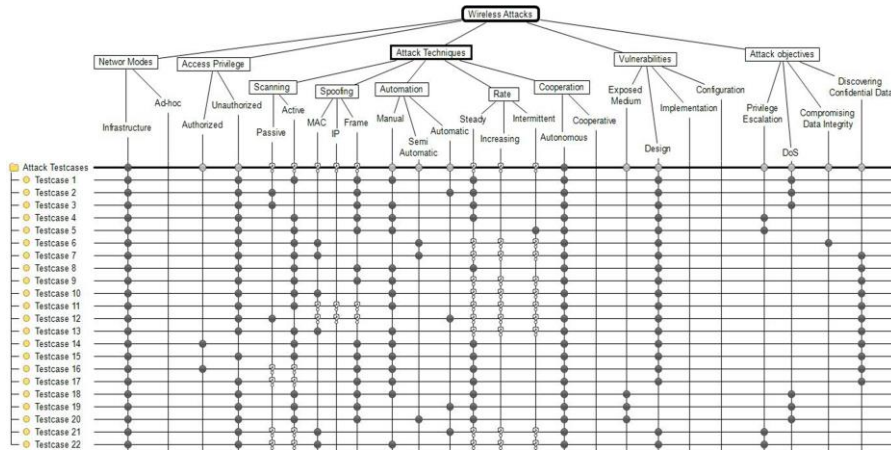 Wireless Attacks
Networ Modes
Access Privilege
Attack Techniques
Vulnerabilities
Attack objectives
Infrastructure
Ad-hoc
Authorized
Unauthorized
Scanning
Passive
Active
Spoofing
MAC
IP
Frame
Automation
Manual
Semi
Automatic
Automatic
Rate
Steady
Increasing
Intermittent
Cooperation
Autonomous
Cooperative
Exposed
Medium
Design
Implementation
Configuration
Privilege
Escalation
DoS
Compromising
Data Integrity
Discovering
Confidential Data
Attack Testcases
Testcase 1
Testcase 2
Testcase 3
Testcase 4
Testcase 5
Testcase 6
Testcase 7
Testcase 8
Testcase 9
Testcase 10
Testcase 11
Testcase 12
Testcase 13
Testcase 14
Testcase 15
Testcase 16
Testcase 17
Testcase 18
Testcase 19
Testcase 20
Testcase 21
Testcase 22